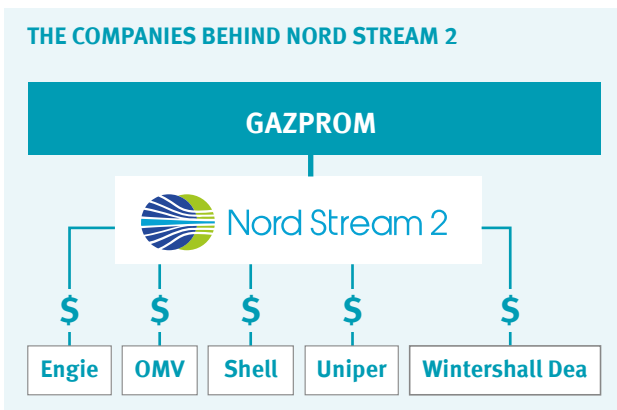 THE COMPANIES BEHIND NORD STREAM 2
GAZPROM
Nord Stream 2
$ $ $ $ $
Engie OMV Shell Uniper Wintershall Dea